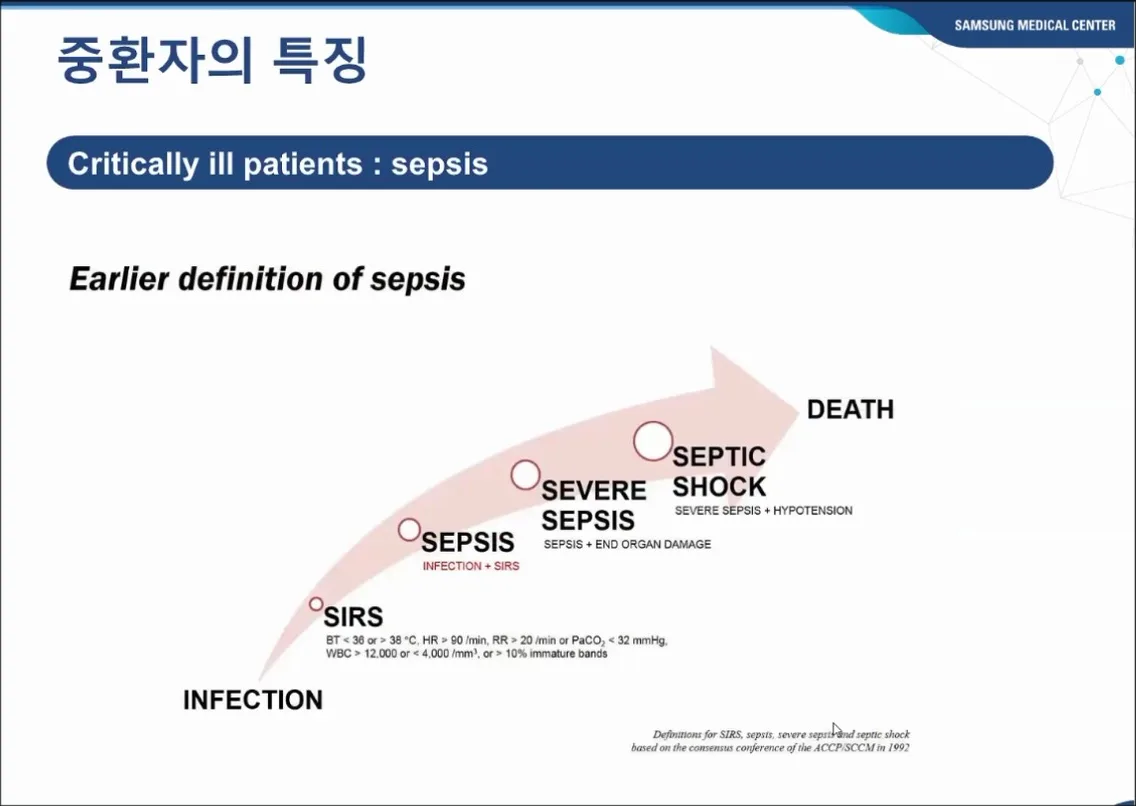 SAMSUNG MEDICAL CENTER
중환자의 특징
Critically ill patients : sepsis
Earlier definition of sepsis
DEATH
SEPTIC
SHOCK
SEVERE SEPSIS + HYPOTENSION
SEVERE
SEPSIS
SEPSIS + END ORGAN DAMAGE
SEPSIS
INFECTION + SIRS
SIRS
BT < 36 or > 38 °C, HR > 90 /min, RR > 20 /min or PaCO₂ < 32 mmHg,
WBC > 12,000 or < 4,000 /mm³, or > 10% immature bands
INFECTION
Definitions for SIRS, sepsis, severe sepsis and septic shock
based on the consensus conference of the ACCP/SCCM in 1992